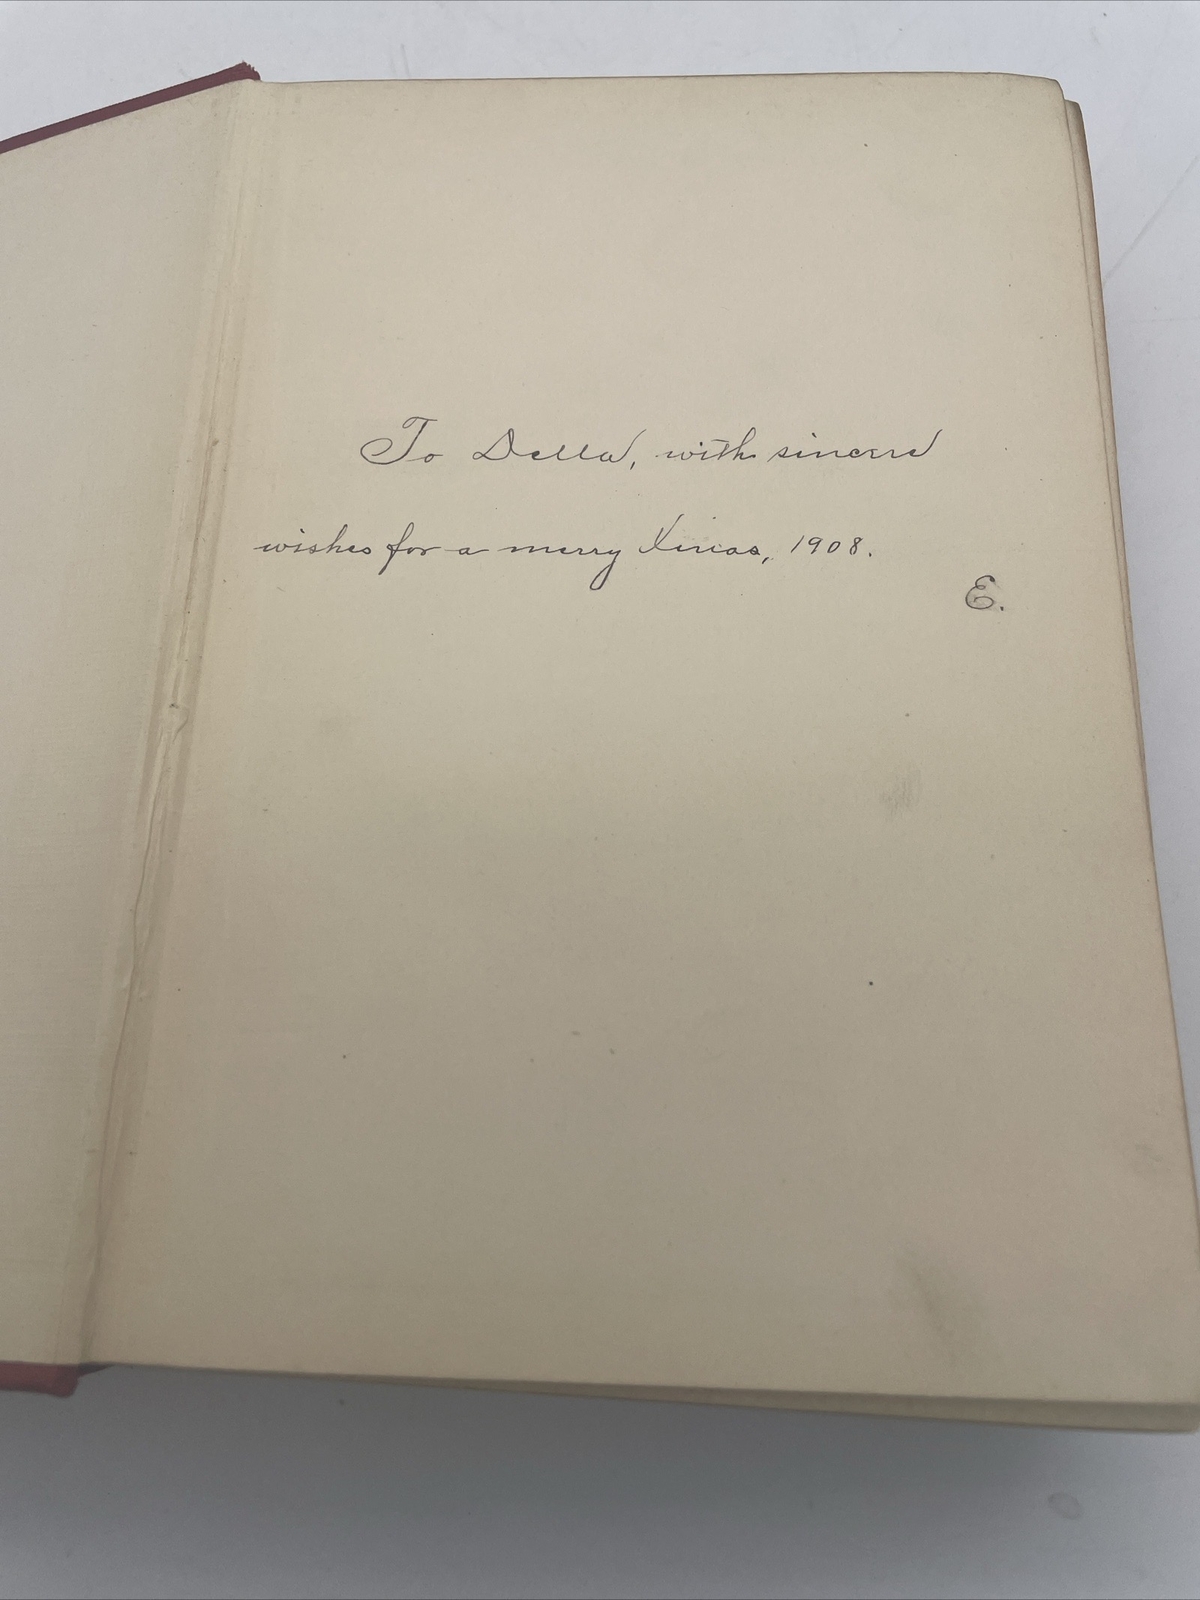 To Della, with sincere
wishes for a merry Xmas, 1908.
E.